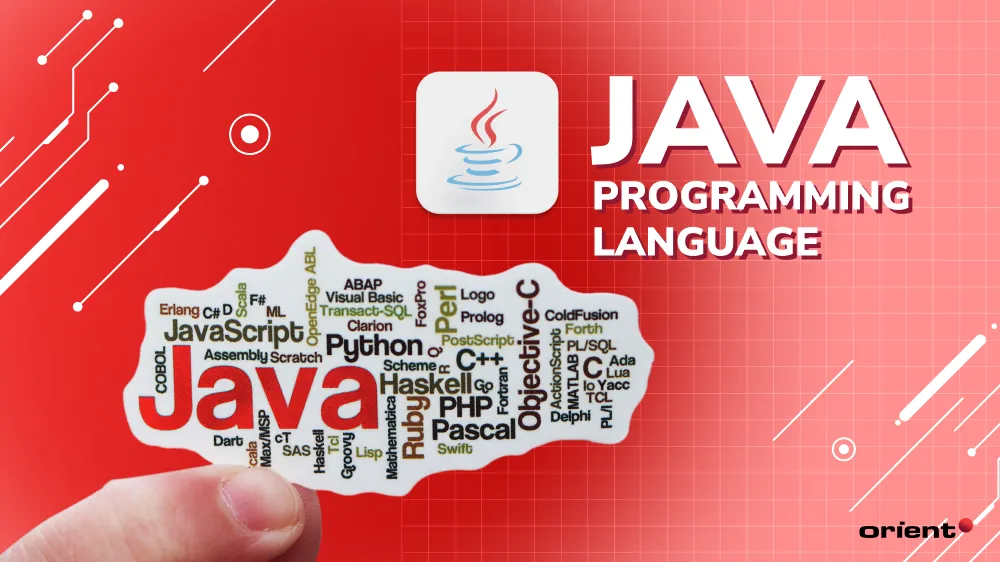 JAVA
PROGRAMMING
LANGUAGE
OpenEdge ABL
ABAP
Visual Basic
Transact-SQL
Clarion
FoxPro
Perl
Logo
Prolog
PostScript
Objective-C
ColdFusion
Forth
PL/SQL
ActionScript
MATLAB
C
Ada
Lua
Io Yacc
TCL
PL/I
Delphi
Erlang C# D
Scala
F#
ML
JavaScript
COBOL
Assembly Scratch
Python
Scheme
Q
R
C++
Haskell
Go
Fortran
Java
Mathematica
Ruby
PHP
Pascal
Swift
Dart
Max/MSP
cT
SAS
Haskell
Tcl
Groovy
Lisp
orient